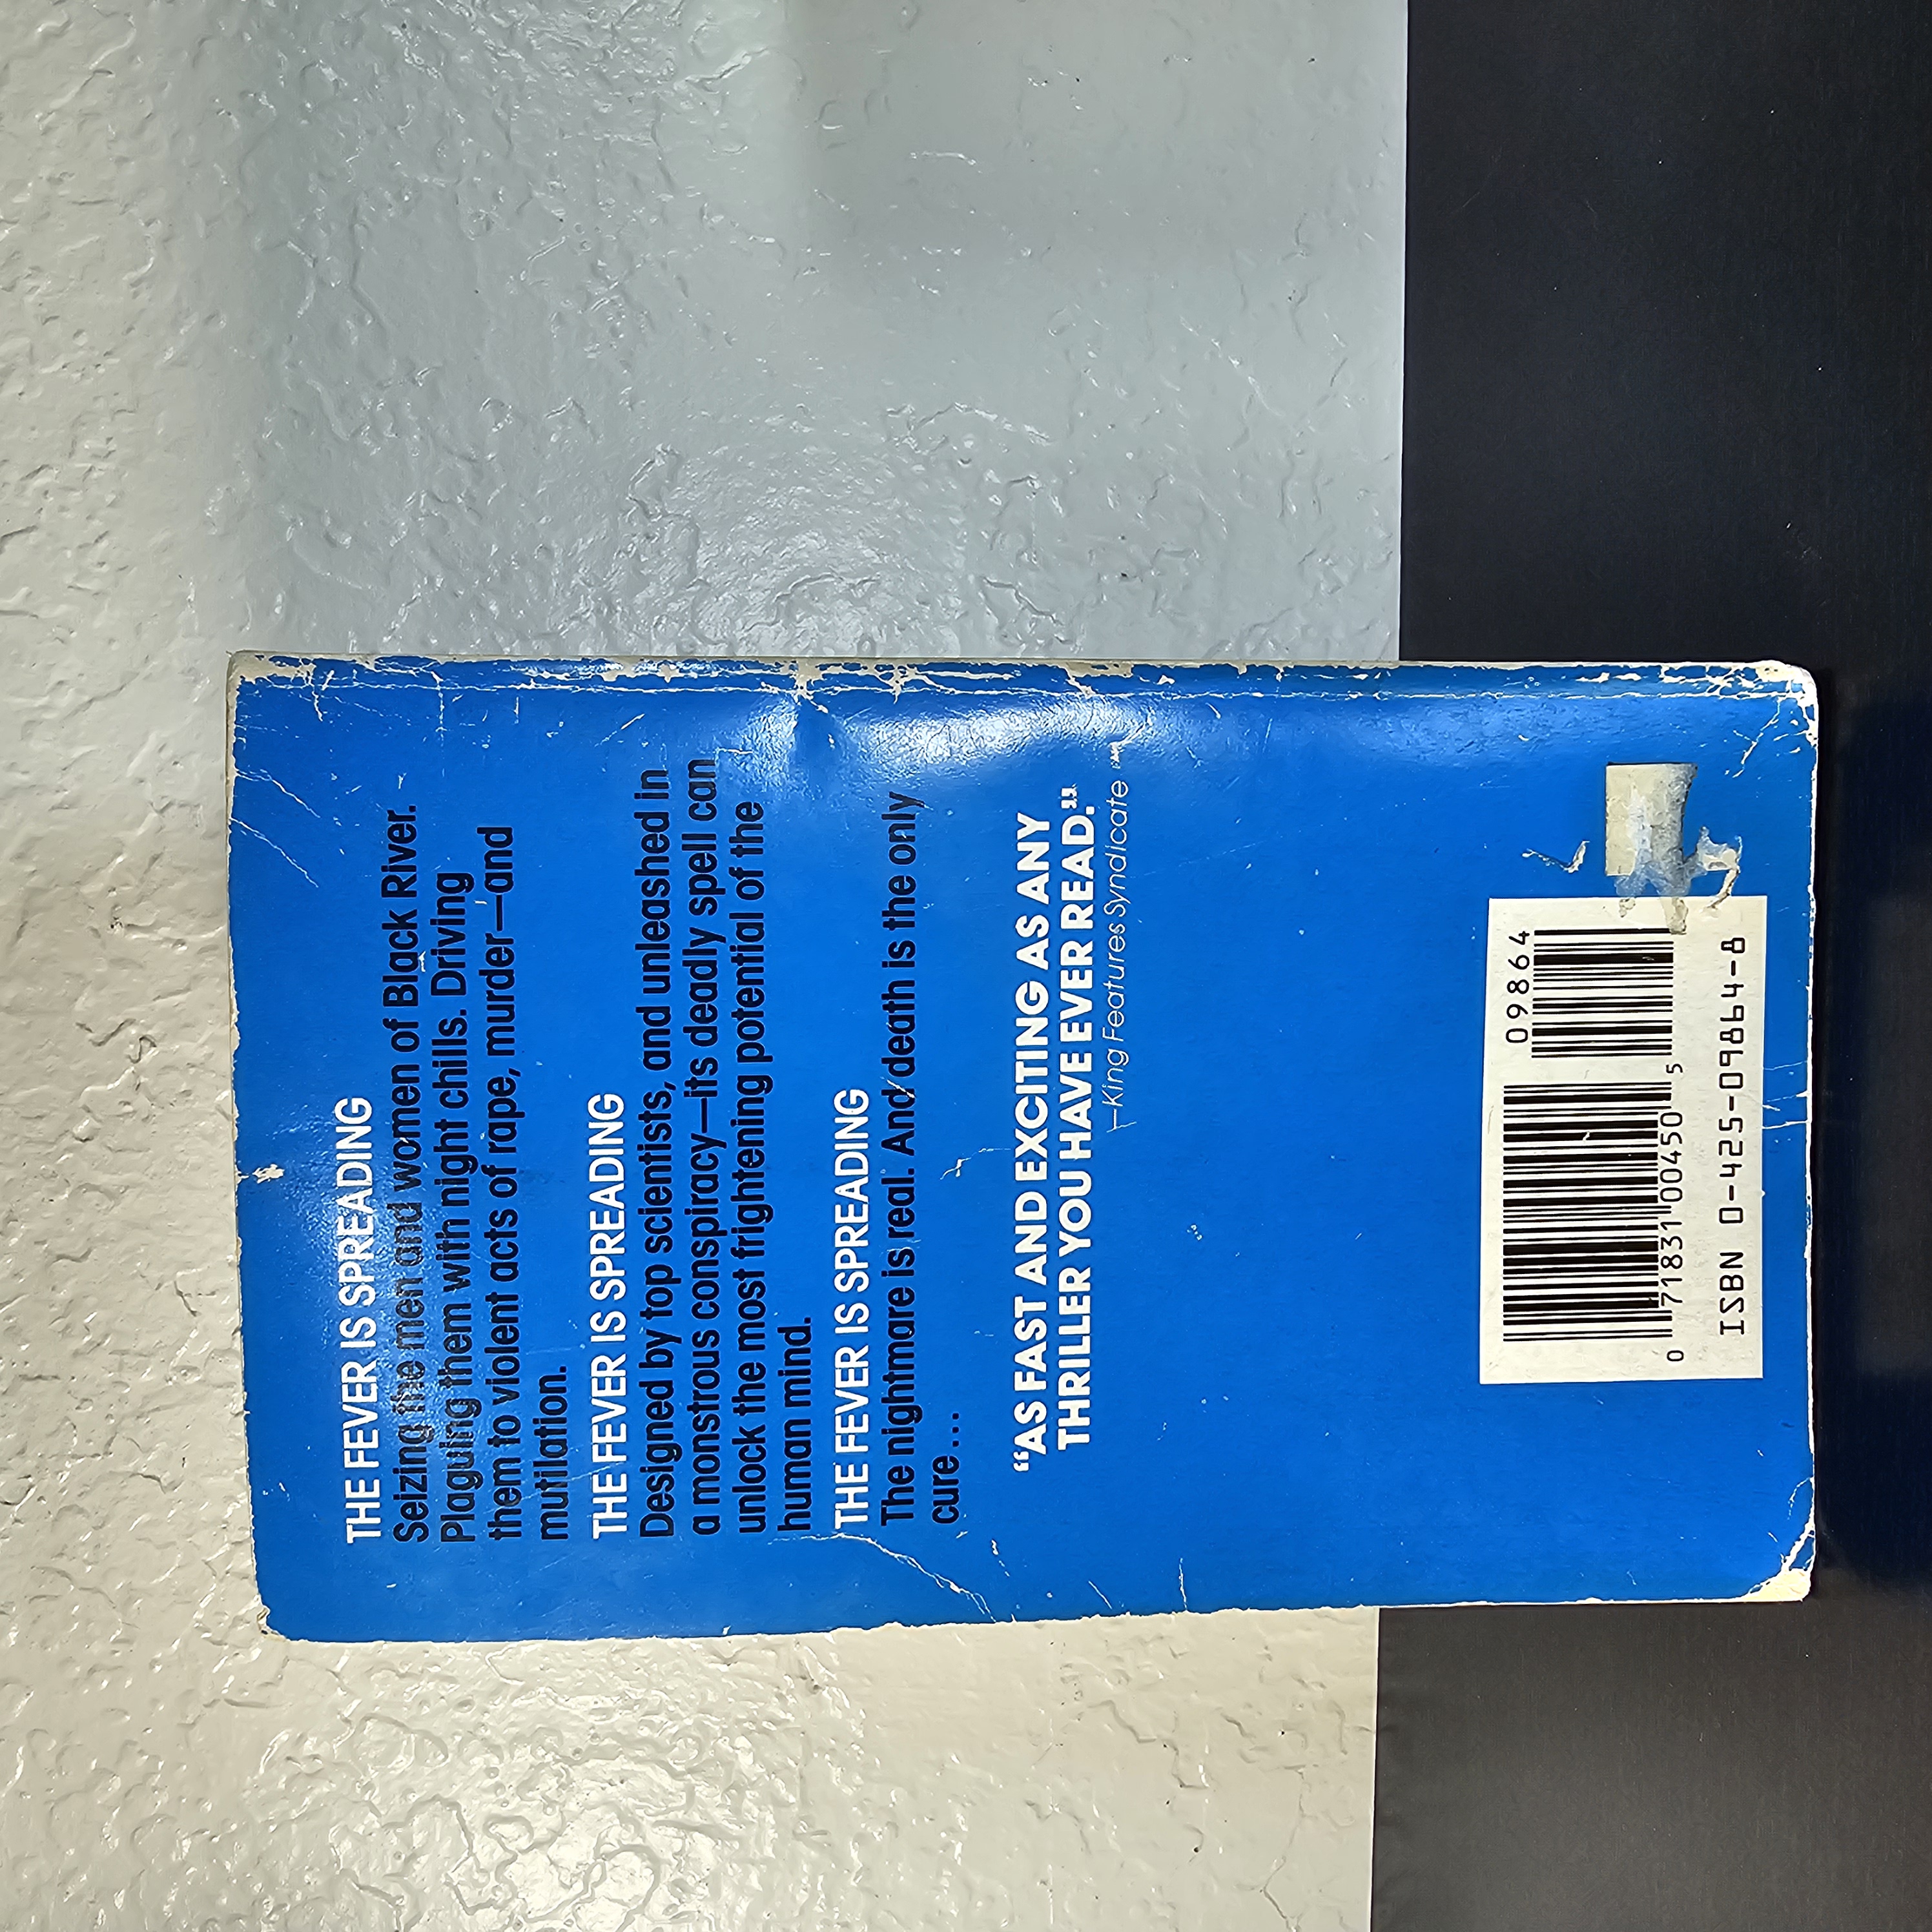 THE FEVER IS SPREADING
Seizing the men and women of Black River.
Plaguing them with night chills. Driving
them to violent acts of rape, murder—and
mutilation.
THE FEVER IS SPREADING
Designed by top scientists, and unleashed in
a monstrous conspiracy—its deadly spell can
unlock the most frightening potential of the
human mind.
THE FEVER IS SPREADING
The nightmare is real. And death is the only
cure...
“AS FAST AND EXCITING AS ANY
THRILLER YOU HAVE EVER READ.”
—King Features Syndicate
09864
0 71831 00450 5
ISBN 0-425-09864-8